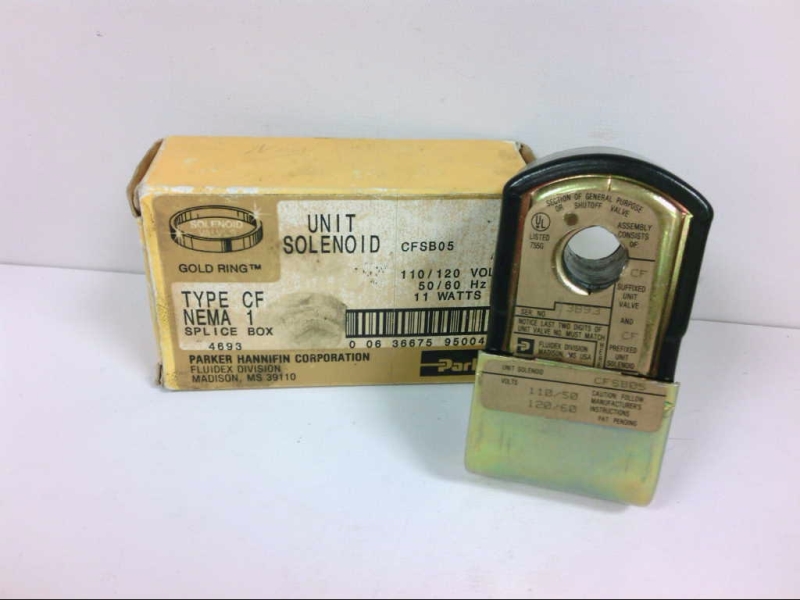 SOLENOID
GOLD RING™
UNIT
SOLENOID CFSB05
110/120 VOL
50/60 Hz
11 WATTS
TYPE CF
NEMA 1
SPLICE BOX
4693
0 06 36675 95004
PARKER HANNIFIN CORPORATION
FLUIDEX DIVISION
MADISON, MS 39110
Park
SECTION OF GENERAL PURPOSE
OR SHUTOFF VALVE
UL
LISTED
755G
ASSEMBLY
CONSISTS
OF
CF
SUFFIXED
UNIT
VALVE
AND
CF
PREFIXED
UNIT
SOLENOID
SER. NO. 3893
NOTICE LAST TWO DIGITS OF
UNIT VALVE NO. MUST MATCH
FLUIDEX DIVISION
MADISON, MS USA
UNIT SOLENOID CFSB05
VOLTS
110/50
120/60
CAUTION FOLLOW
MANUFACTURER'S
INSTRUCTIONS
PAT. PENDING